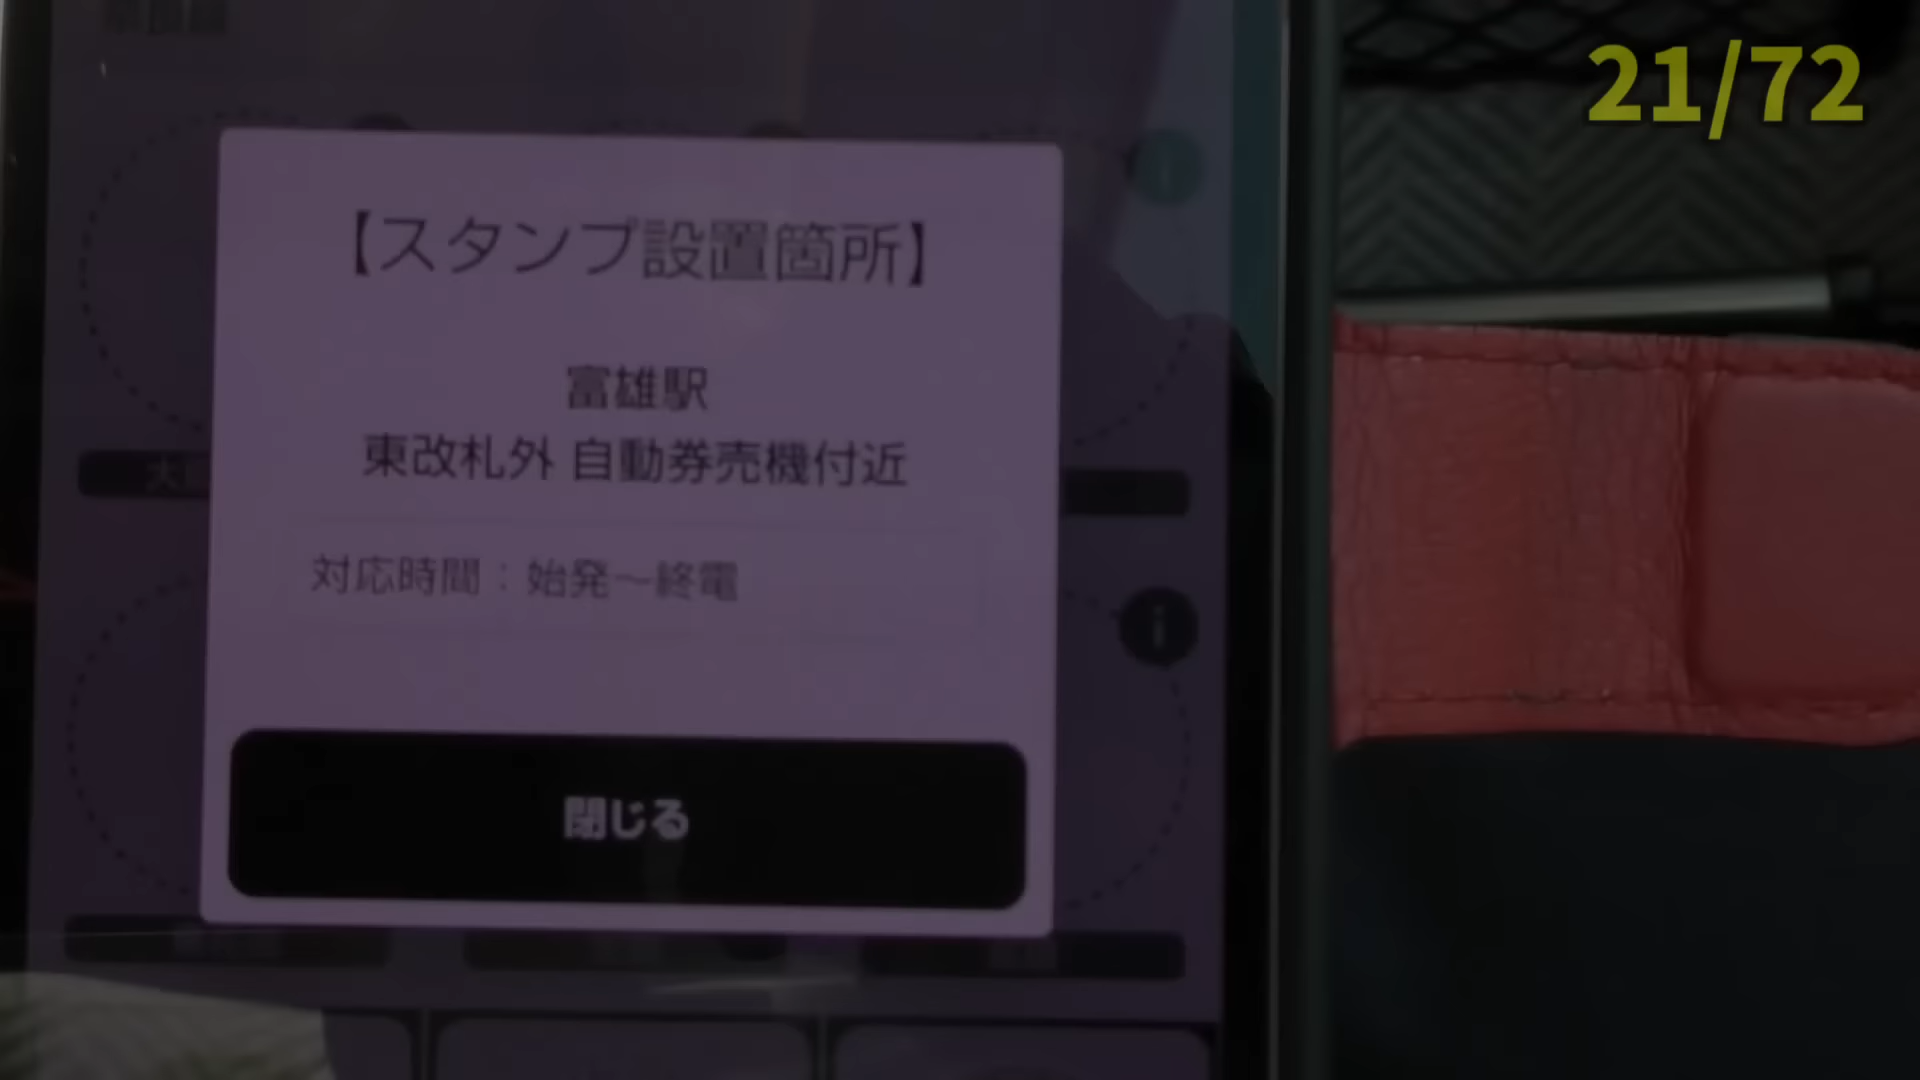 21/72
【スタンプ設置箇所】
富雄駅
東改札外 自動券売機付近
対応時間：始発～終電
閉じる